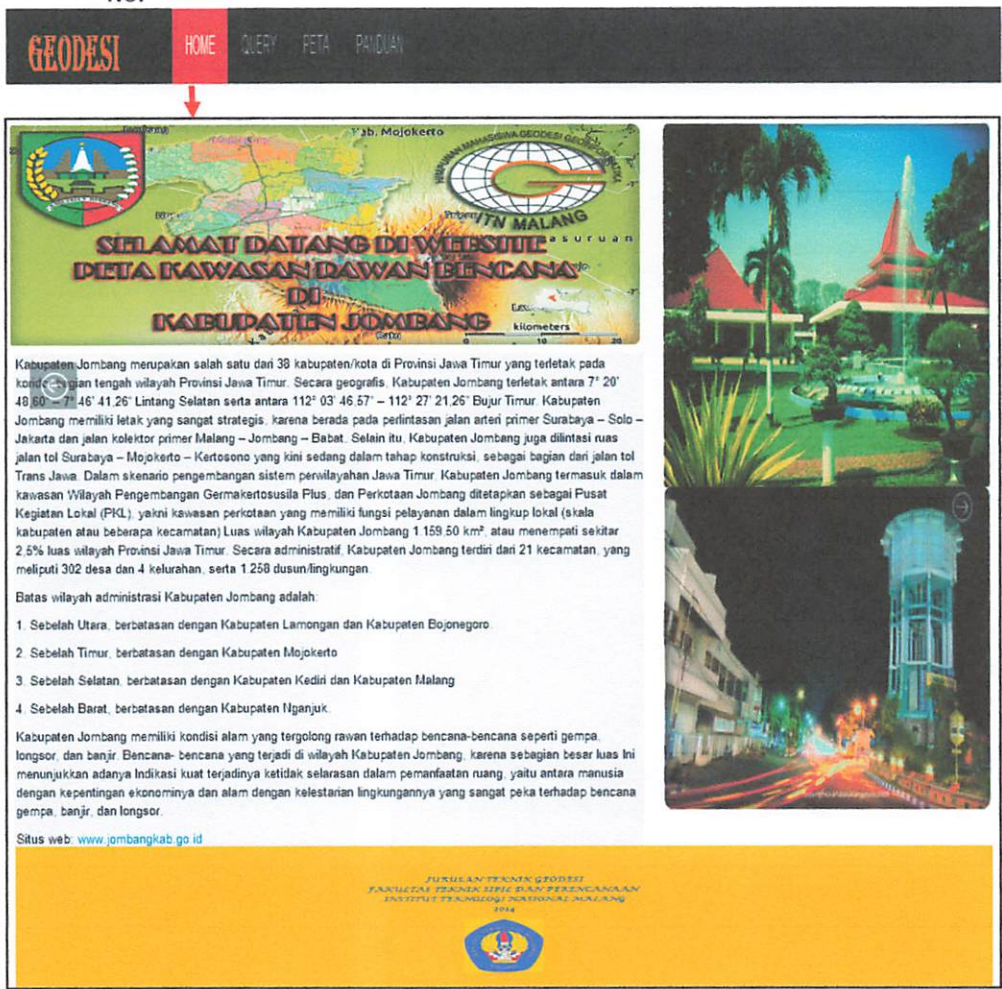 GEODESI
HOME QUERY PETA PANDUAN
Kab. Mojokerto
HIMPUNAN MAHASISWA GEODESI
ITN MALANG
asuruan
SELAMAT DATANG DI WEBSITE
PETA KAWASAN RAWAN BENCANA
DI
KABUPATEN JOMBANG
kilometers
0 10 20
Kabupaten Jombang merupakan salah satu dari 38 kabupaten/kota di Provinsi Jawa Timur yang terletak pada
bagian tengah wilayah Provinsi Jawa Timur. Secara geografis, Kabupaten Jombang terletak antara 7° 20'
48,60" – 7° 46' 41,26" Lintang Selatan serta antara 112° 03' 46,57" – 112° 27' 21,26" Bujur Timur. Kabupaten
Jombang memiliki letak yang sangat strategis, karena berada pada perlintasan jalan arteri primer Surabaya – Solo –
Jakarta dan jalan kolektor primer Malang – Jombang – Babat. Selain itu, Kabupaten Jombang juga dilintasi ruas
jalan tol Surabaya – Mojokerto – Kertosono yang kini sedang dalam tahap konstruksi, sebagai bagian dari jalan tol
Trans Jawa. Dalam skenario pengembangan sistem perwilayahan Jawa Timur, Kabupaten Jombang termasuk dalam
kawasan Wilayah Pengembangan Germakertosusila Plus, dan Perkotaan Jombang ditetapkan sebagai Pusat
Kegiatan Lokal (PKL), yakni kawasan perkotaan yang memiliki fungsi pelayanan dalam lingkup lokal (skala
kabupaten atau beberapa kecamatan) Luas wilayah Kabupaten Jombang 1.159,50 km², atau menempati sekitar
2,5% luas wilayah Provinsi Jawa Timur. Secara administratif, Kabupaten Jombang terdiri dari 21 kecamatan, yang
meliputi 302 desa dan 4 kelurahan, serta 1.258 dusun/lingkungan.
Batas wilayah administrasi Kabupaten Jombang adalah:
1. Sebelah Utara, berbatasan dengan Kabupaten Lamongan dan Kabupaten Bojonegoro.
2. Sebelah Timur, berbatasan dengan Kabupaten Mojokerto
3. Sebelah Selatan, berbatasan dengan Kabupaten Kediri dan Kabupaten Malang
4. Sebelah Barat, berbatasan dengan Kabupaten Nganjuk.
Kabupaten Jombang memiliki kondisi alam yang tergolong rawan terhadap bencana-bencana seperti gempa,
longsor, dan banjir. Bencana- bencana yang terjadi di wilayah Kabupaten Jombang, karena sebagian besar luas Ini
menunjukkan adanya Indikasi kuat terjadinya ketidak selarasan dalam pemanfaatan ruang, yaitu antara manusia
dengan kepentingan ekonominya dan alam dengan kelestarian lingkungannya yang sangat peka terhadap bencana
gempa, banjir, dan longsor.
Situs web: www.jombangkab.go.id
JURUSAN TEKNIK GEODESI
FAKULTAS TEKNIK SIPIL DAN PERENCANAAN
INSTITUT TEKNOLOGI NASIONAL MALANG
2014